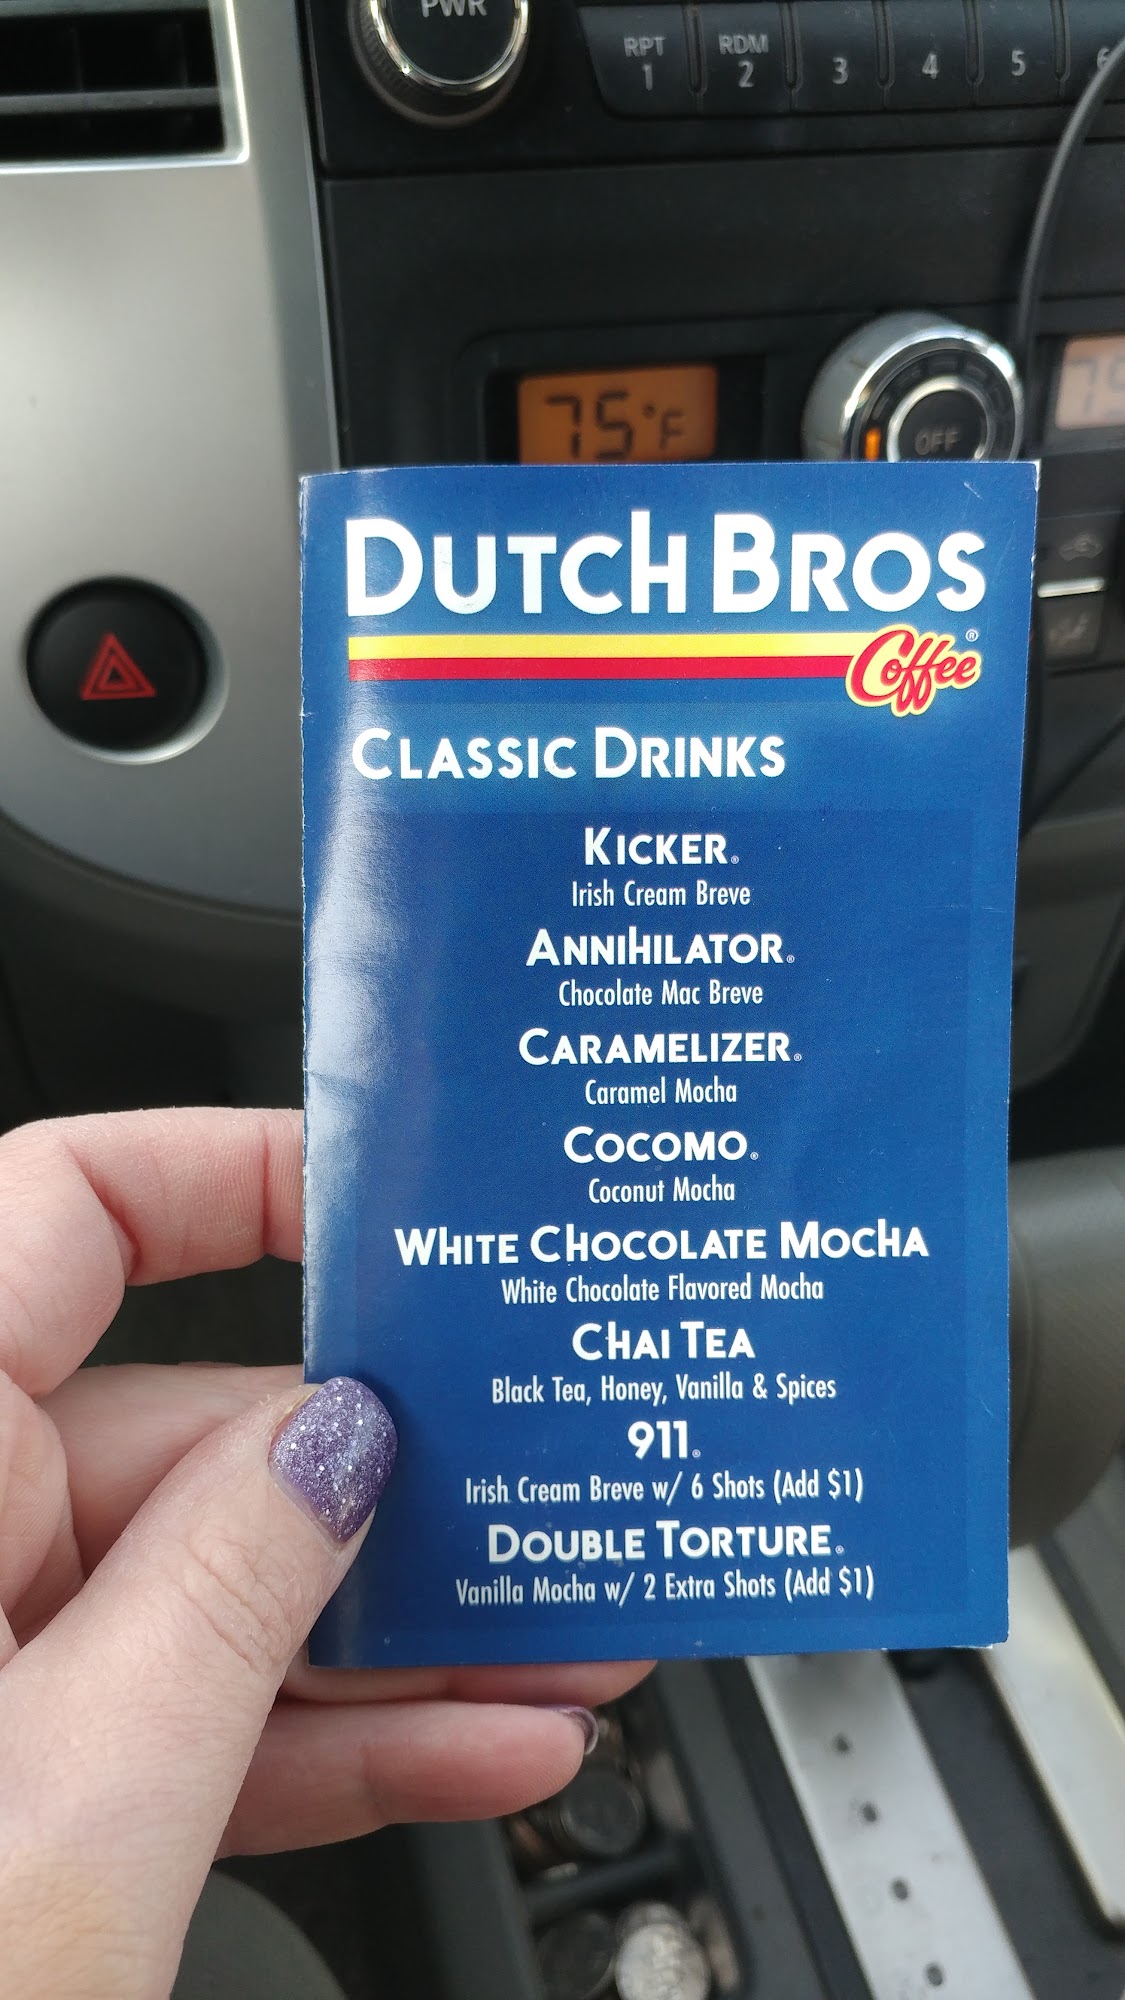 PWR
RPT RDM
1 2 3 4 5 6
75°F
OFF
DUTCH BROS
Coffee®
CLASSIC DRINKS
KICKER®
Irish Cream Breve
ANNIHILATOR®
Chocolate Mac Breve
CARAMELIZER®
Caramel Mocha
COCOMO®
Coconut Mocha
WHITE CHOCOLATE MOCHA
White Chocolate Flavored Mocha
CHAI TEA
Black Tea, Honey, Vanilla & Spices
911®
Irish Cream Breve w/ 6 Shots (Add $1)
DOUBLE TORTURE®
Vanilla Mocha w/ 2 Extra Shots (Add $1)